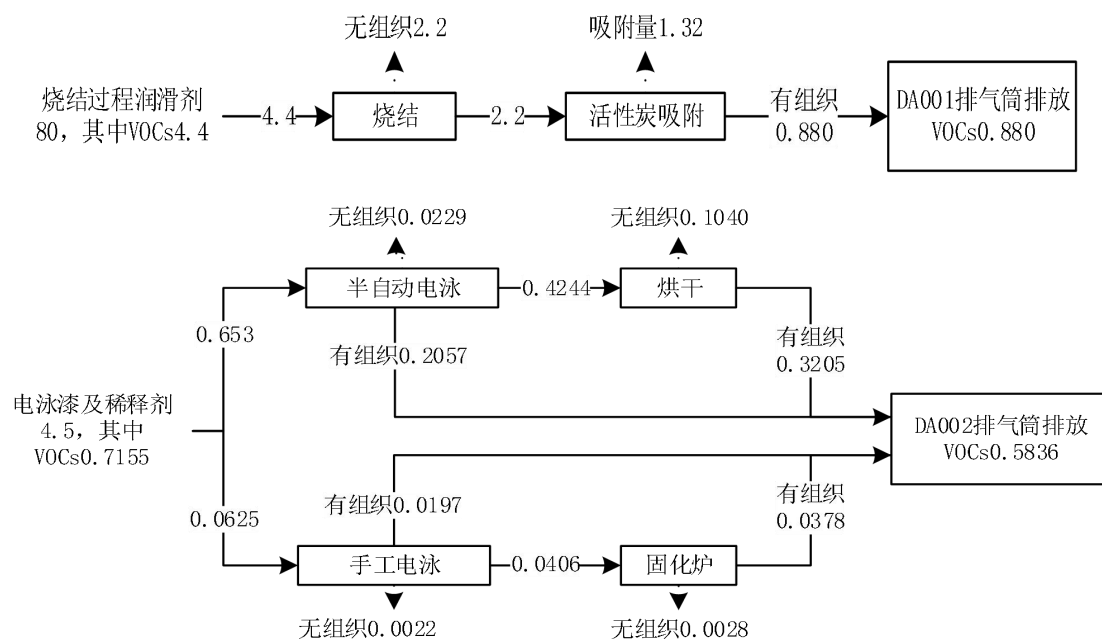 无组织2.2
吸附量1.32
烧结过程润滑剂
80，其中VOCs4.4
4.4
烧结
2.2
活性炭吸附
有组织
0.880
DA001排气筒排放
VOCs0.880
无组织0.0229
无组织0.1040
半自动电泳
0.4244
烘干
0.653
有组织0.2057
有组织
0.3205
电泳漆及稀释剂
4.5，其中
VOCs0.7155
DA002排气筒排放
VOCs0.5836
有组织0.0197
有组织
0.0378
0.0625
手工电泳
0.0406
固化炉
无组织0.0022
无组织0.0028